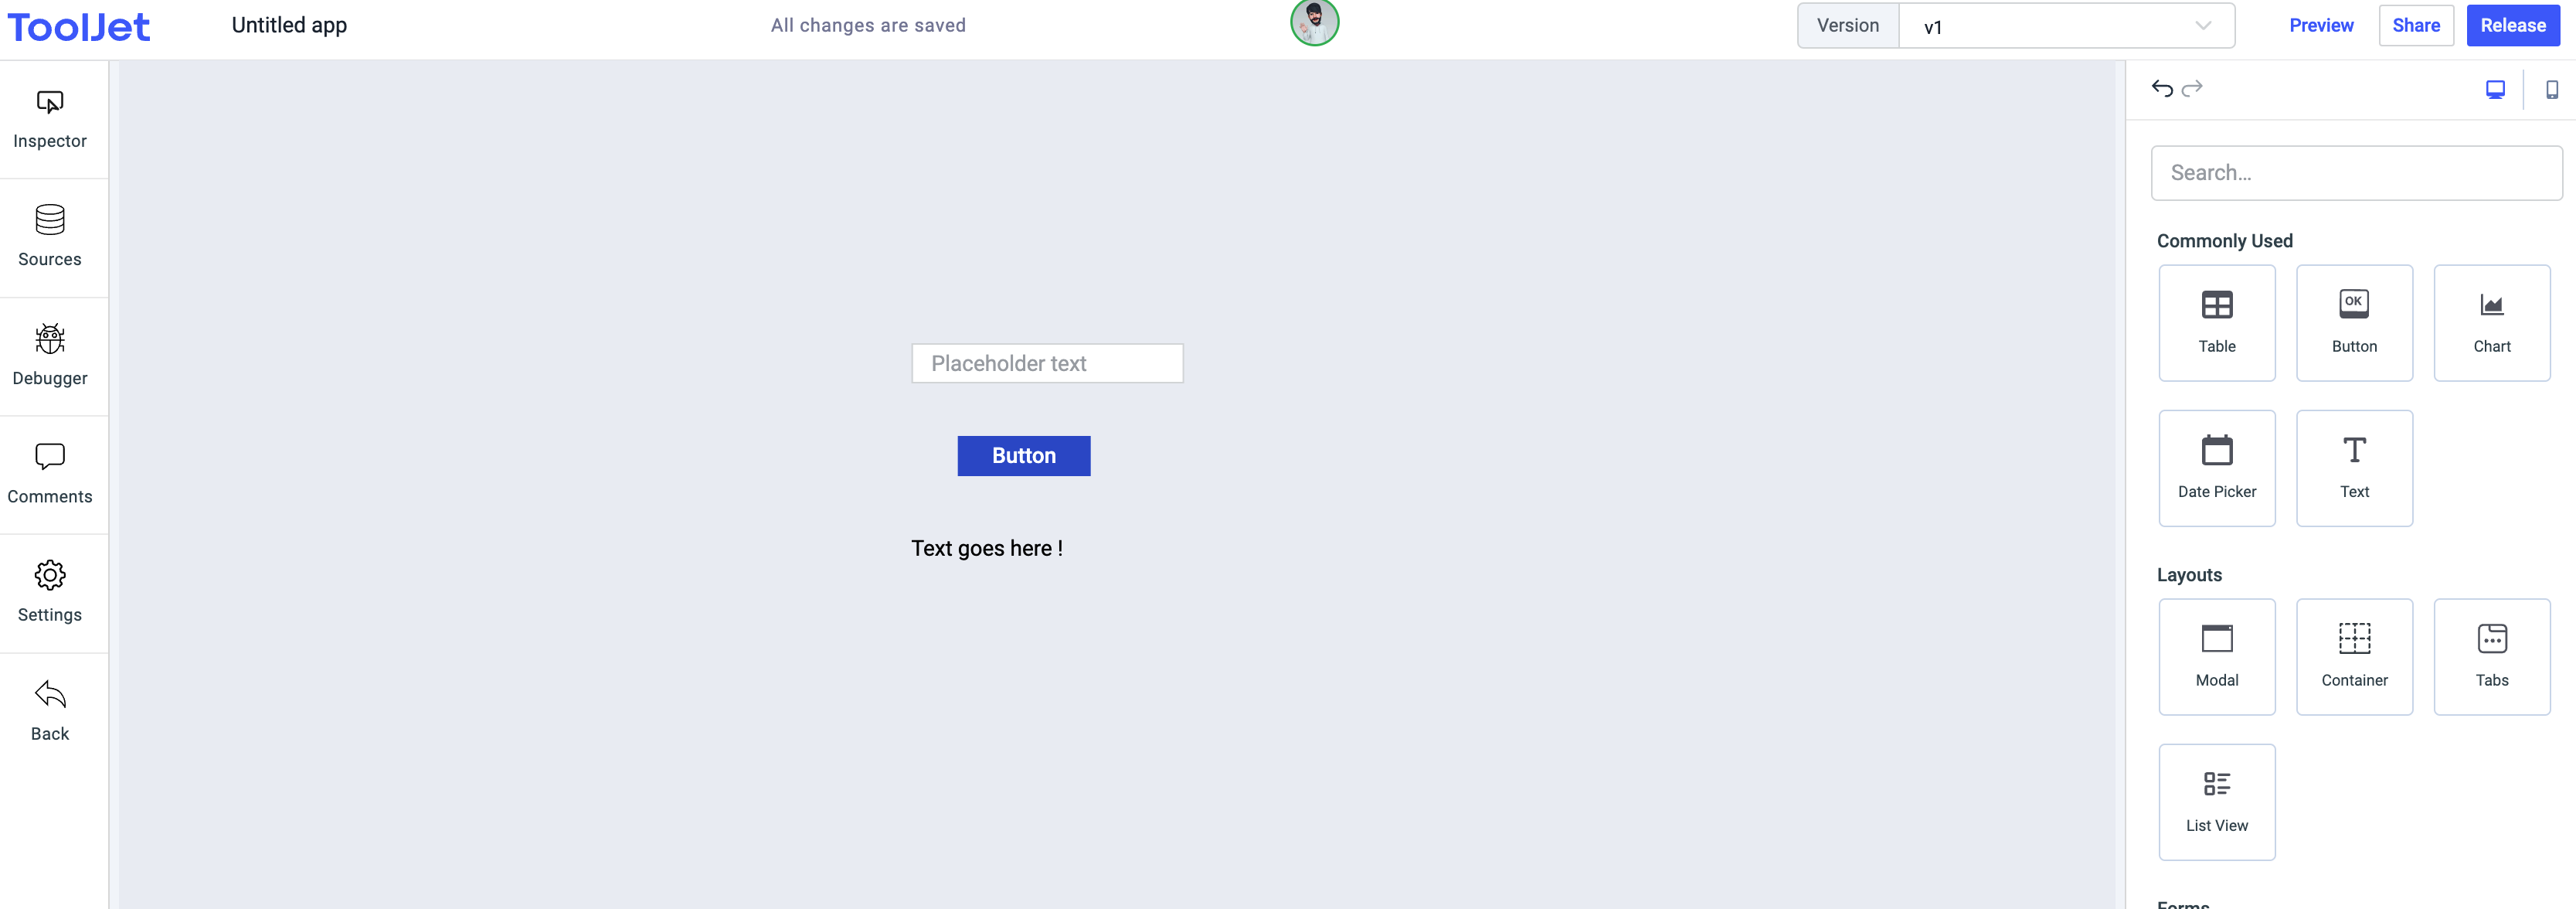 ToolJet
Untitled app
All changes are saved
Version
v1
Preview
Share
Release
Inspector
Sources
Debugger
Comments
Settings
Back
Placeholder text
Button
Text goes here !
Search...
Commonly Used
Table
OK
Button
Chart
Date Picker
T
Text
Layouts
Modal
Container
Tabs
List View
Forms